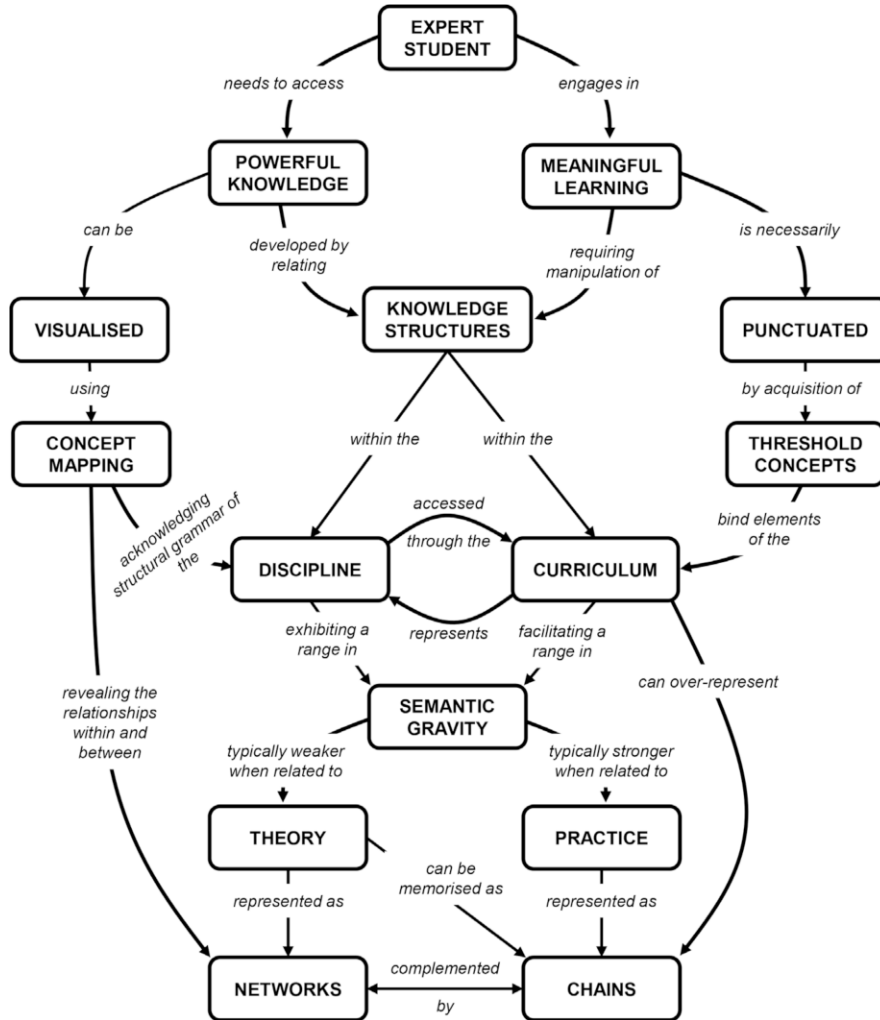 EXPERT
STUDENT
needs to access
engages in
POWERFUL
KNOWLEDGE
MEANINGFUL
LEARNING
can be
developed by
relating
requiring
manipulation of
is necessarily
VISUALISED
KNOWLEDGE
STRUCTURES
PUNCTUATED
using
by acquisition of
CONCEPT
MAPPING
within the
within the
THRESHOLD
CONCEPTS
acknowledging
structural grammar of
the
accessed
through the
bind elements
of the
DISCIPLINE
CURRICULUM
exhibiting a
range in
represents
facilitating a
range in
can over-represent
revealing the
relationships
within and
between
SEMANTIC
GRAVITY
typically weaker
when related to
typically stronger
when related to
THEORY
PRACTICE
can be
memorised as
represented as
represented as
NETWORKS
complemented
by
CHAINS